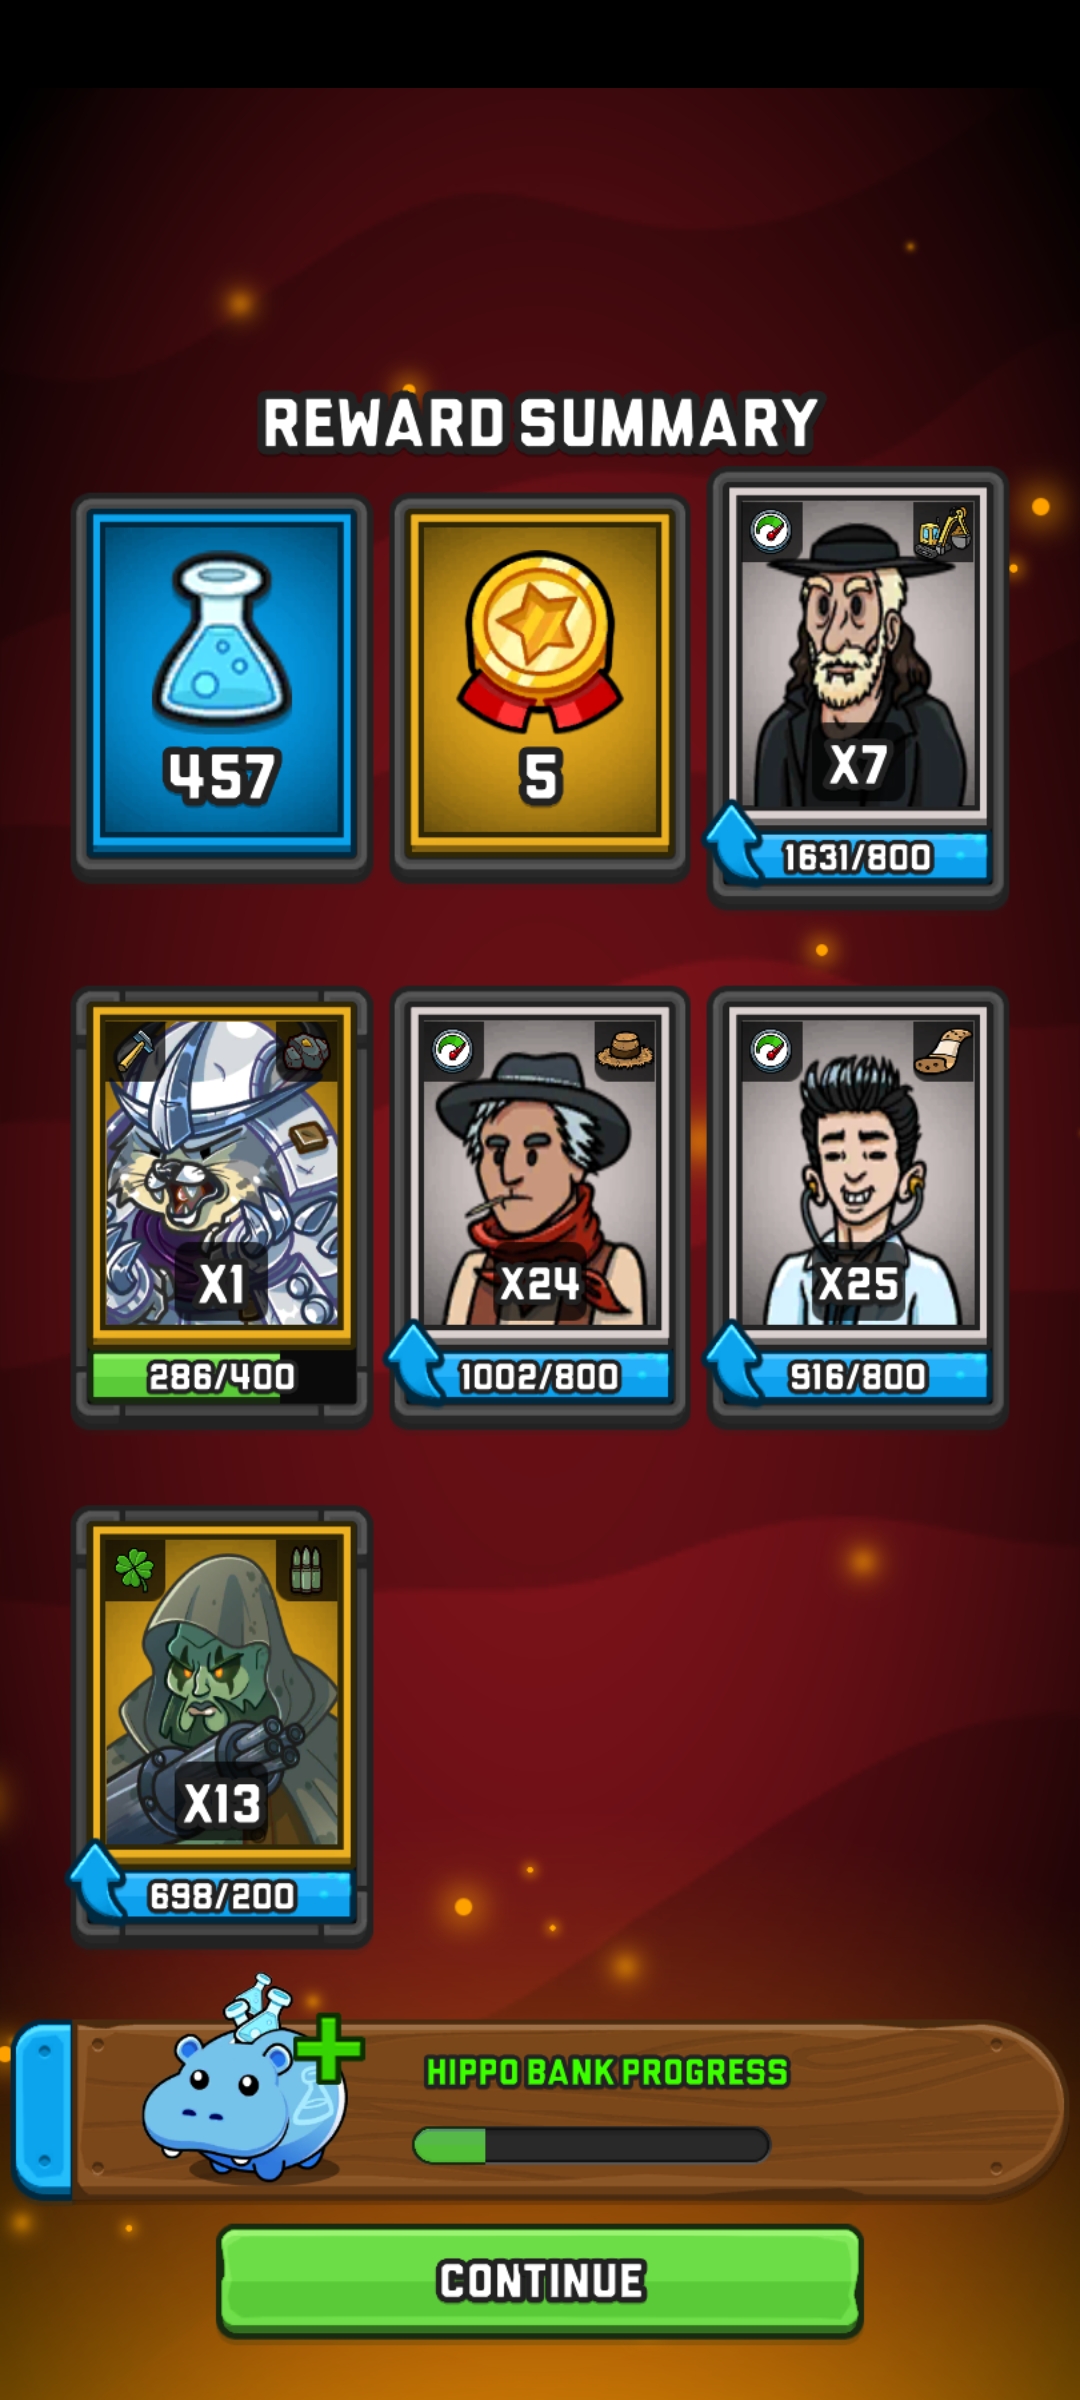 REWARD SUMMARY
457
5
X7
1631/800
X1
286/400
X24
1002/800
X25
916/800
X13
698/200
HIPPO BANK PROGRESS
CONTINUE